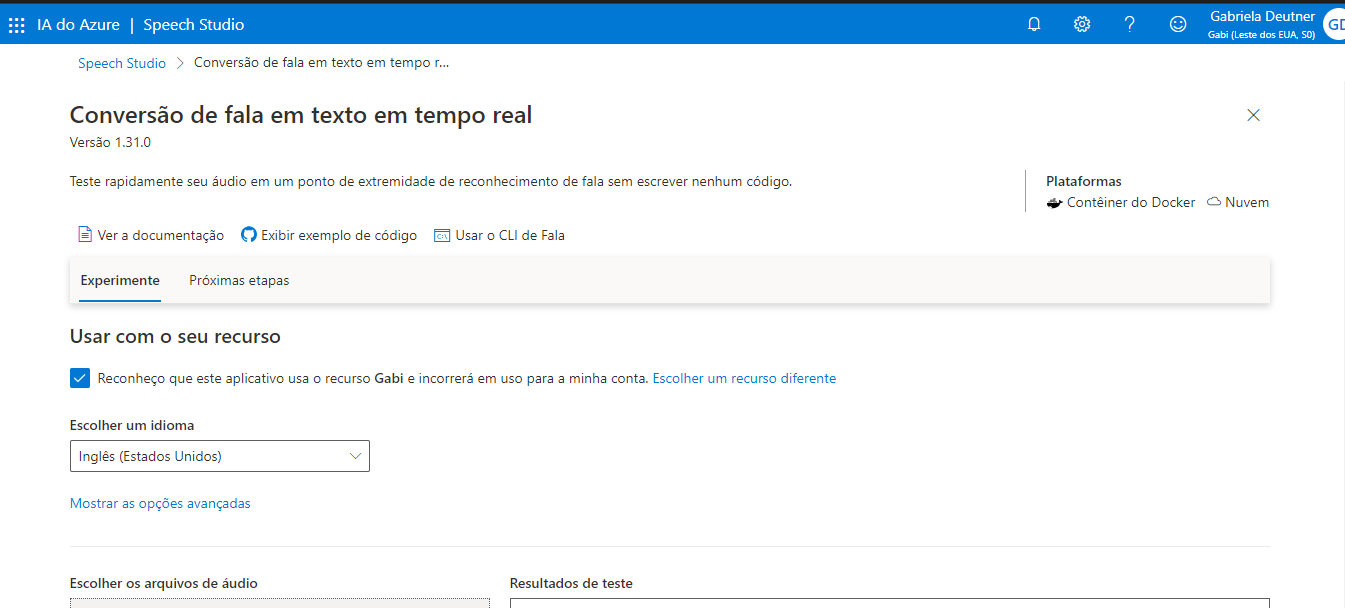 IA do Azure | Speech Studio
Gabriela Deutner
Gabi (Leste dos EUA, S0)
GD
Speech Studio > Conversão de fala em texto em tempo r...
Conversão de fala em texto em tempo real
Versão 1.31.0
Teste rapidamente seu áudio em um ponto de extremidade de reconhecimento de fala sem escrever nenhum código.
Plataformas
Contêiner do Docker Nuvem
Ver a documentação Exibir exemplo de código Usar o CLI de Fala
Experimente Próximas etapas
Usar com o seu recurso
Reconheço que este aplicativo usa o recurso Gabi e incorrerá em uso para a minha conta. Escolher um recurso diferente
Escolher um idioma
Inglês (Estados Unidos)
Mostrar as opções avançadas
Escolher os arquivos de áudio Resultados de teste